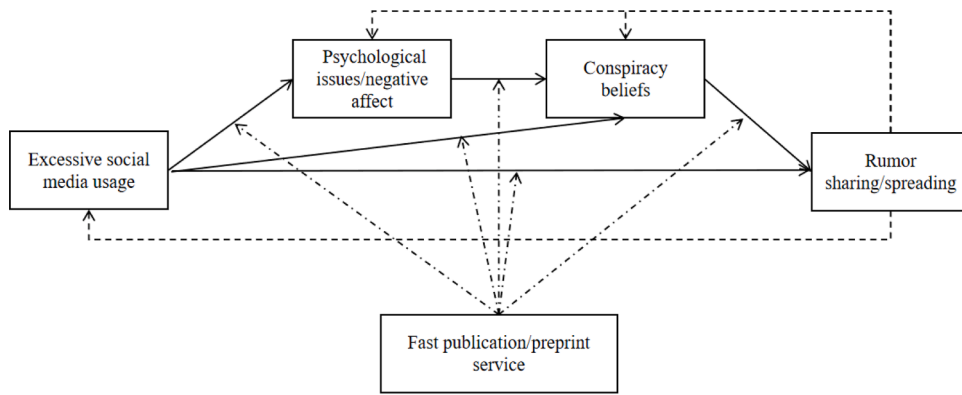 Psychological
issues/negative
affect
Conspiracy
beliefs
Excessive social
media usage
Rumor
sharing/spreading
Fast publication/preprint
service